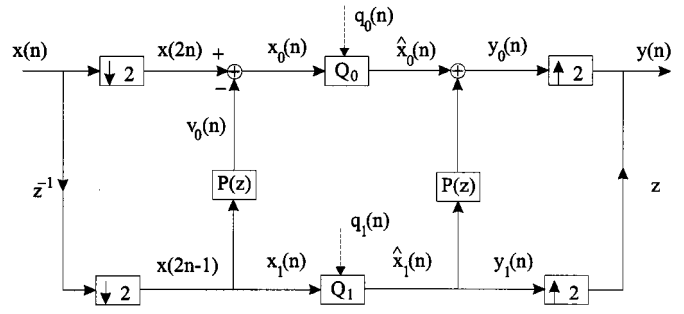 q₀(n)
x(n) x(2n) + x₀(n) x̂₀(n) y₀(n) y(n)
↓ 2 + Q₀ + ↑ 2
−
v₀(n)
z⁻¹ P(z) P(z) z
q₁(n)
x(2n-1) x₁(n) x̂₁(n) y₁(n)
↓ 2 Q₁ ↑ 2